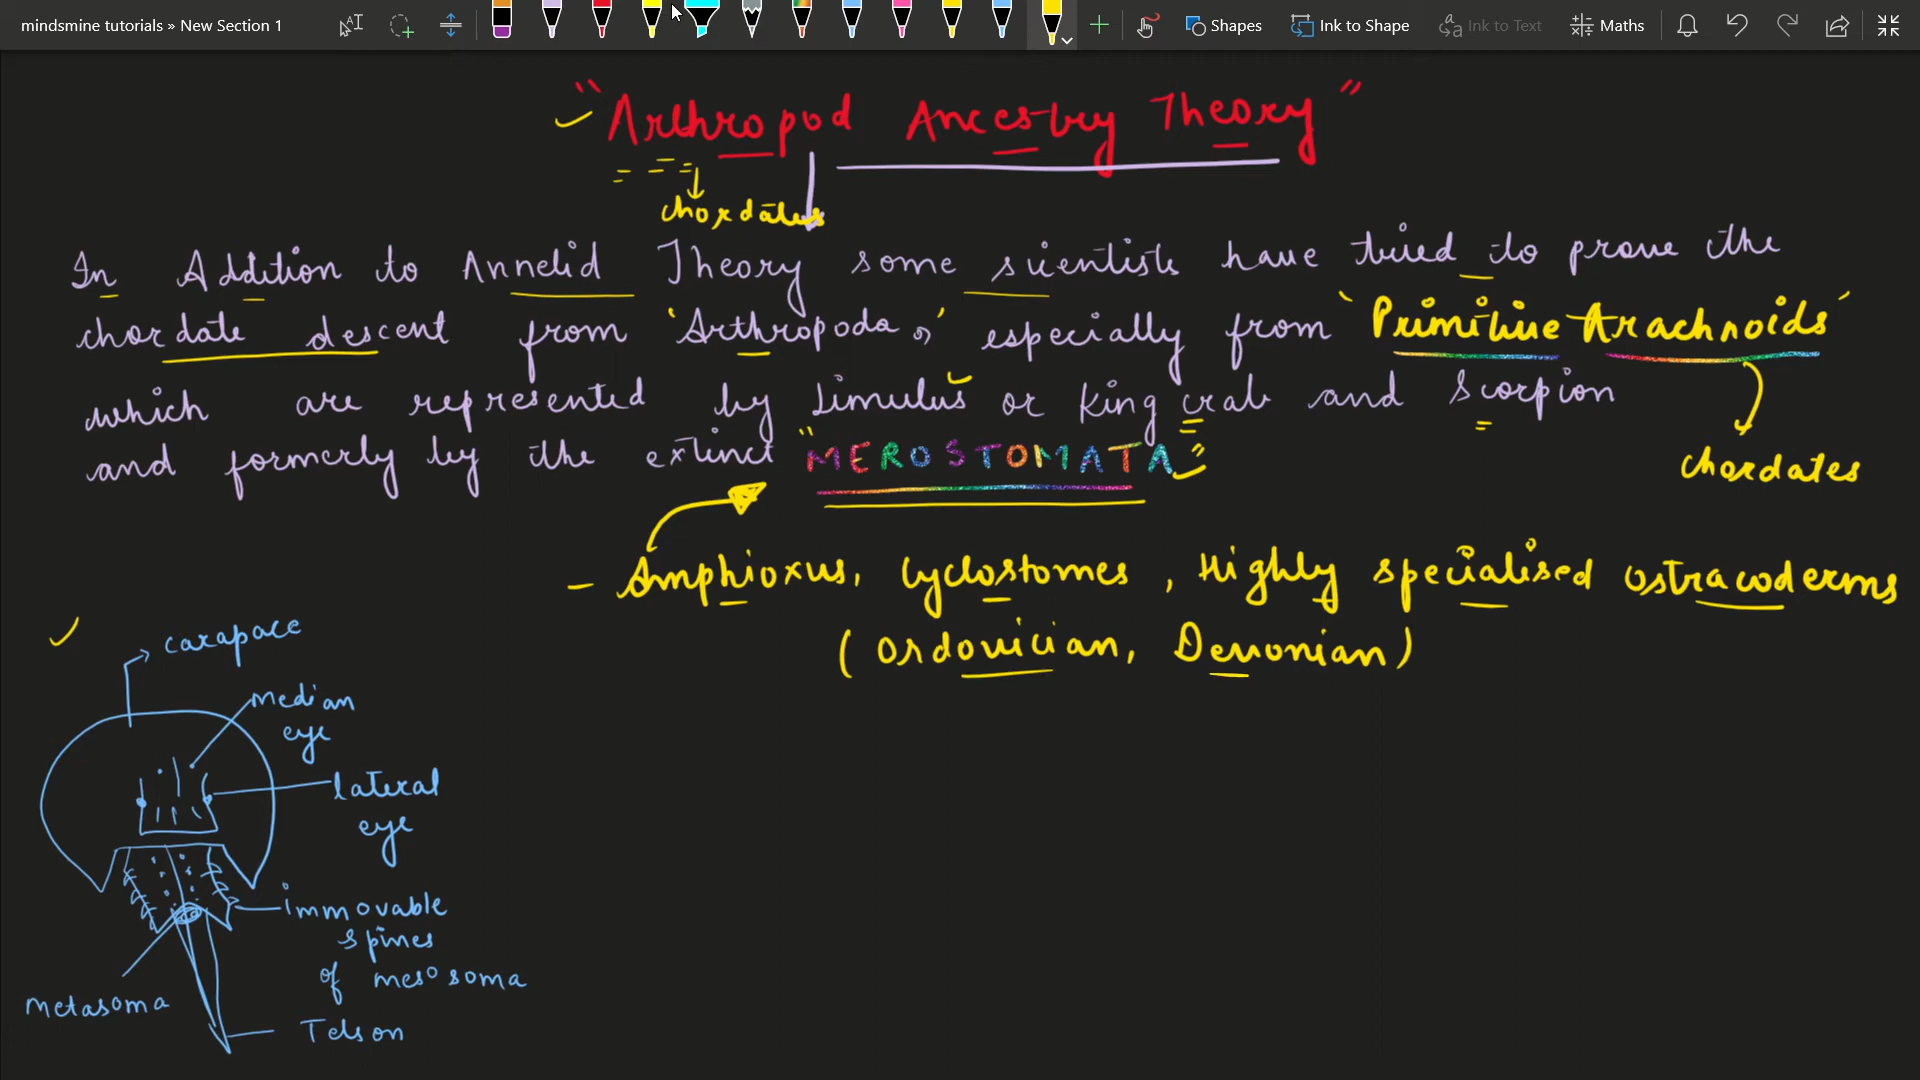 mindsmine tutorials » New Section 1
Shapes
Ink to Shape
Ink to Text
Maths
"Arthropod Ancestry Theory"
chordates
In Addition to Annelid Theory some scientists have tried to prove the
chordate descent from 'Arthropoda,' especially from 'Primitive Arachnoids'
which are represented by Limulus or King crab and Scorpion
and formerly by the extinct "MEROSTOMATA"
chordates
- Amphioxus, Cyclostomes, Highly specialised ostracoderms
(Ordovician, Devonian)
carapace
median
eye
lateral
eye
immovable
spines
of mesosoma
metasoma
Telson